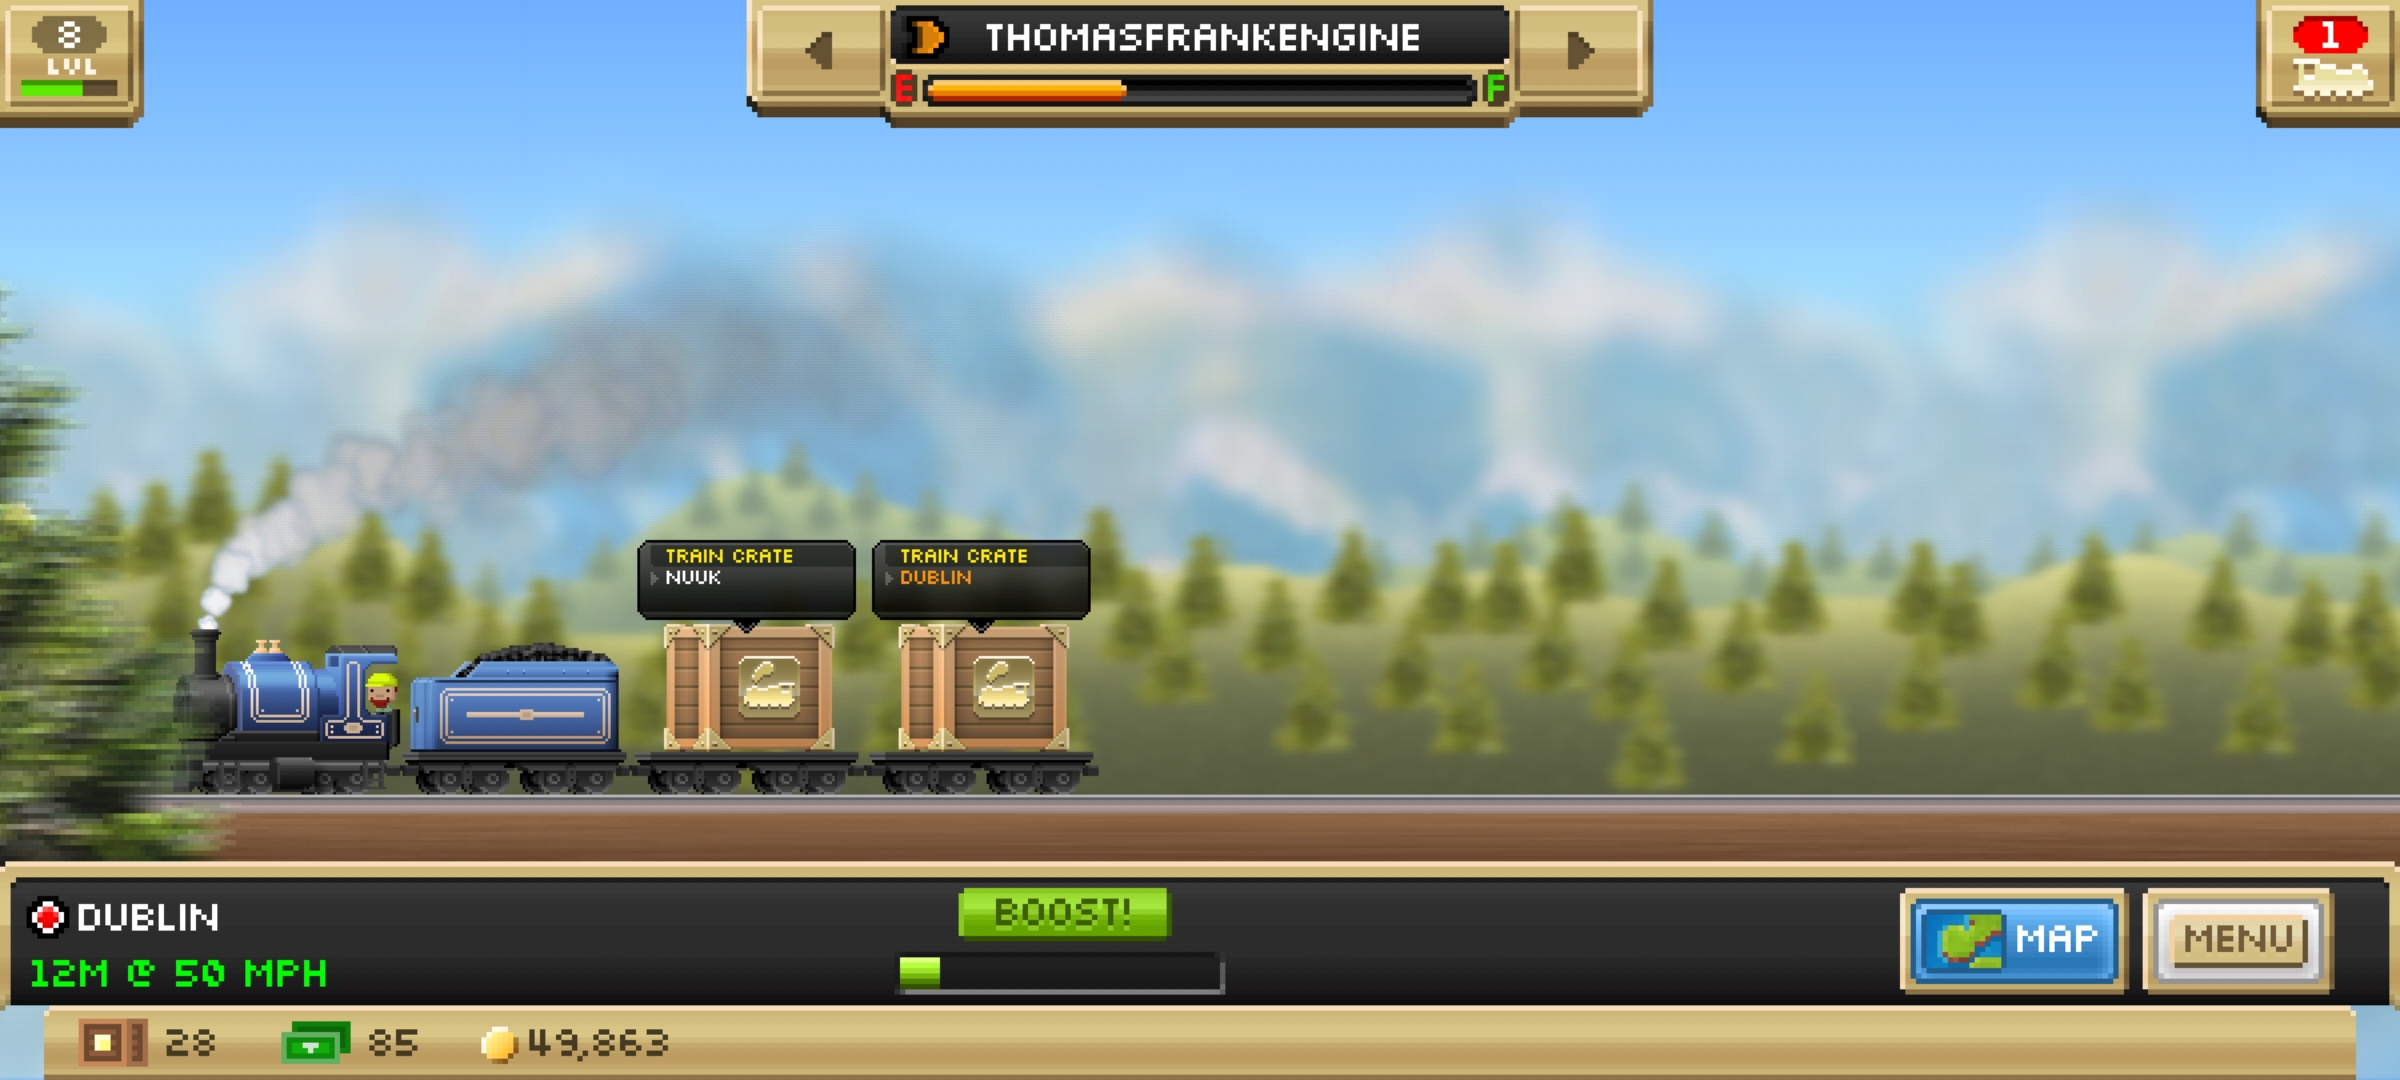 8
LVL
THOMASFRANKENGINE
E F
1
TRAIN CRATE
NUUK
TRAIN CRATE
DUBLIN
DUBLIN
12M @ 50 MPH
BOOST!
MAP
MENU
28 85 49,863